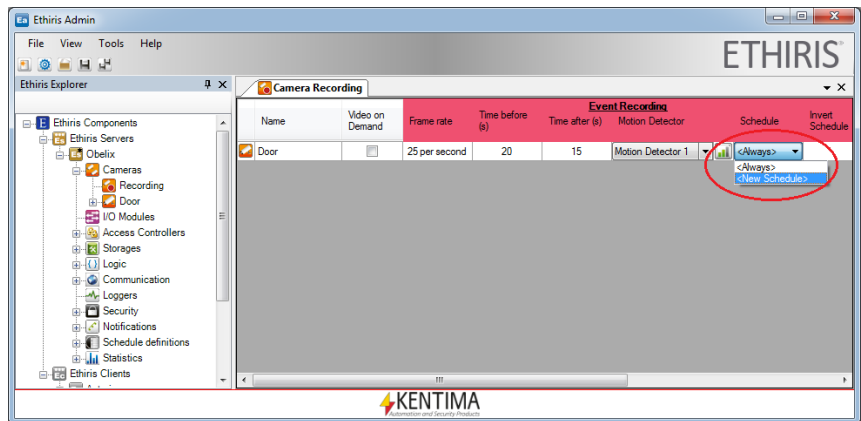 Ethiris Admin
File View Tools Help
ETHIRIS
Ethiris Explorer
Camera Recording
Event Recording
Name
Video on Demand
Frame rate
Time before (s)
Time after (s)
Motion Detector
Schedule
Invert Schedule
Door
25 per second
20
15
Motion Detector 1
<Always>
<Always>
<New Schedule>
Ethiris Components
Ethiris Servers
Obelix
Cameras
Recording
Door
I/O Modules
Access Controllers
Storages
Logic
Communication
Loggers
Security
Notifications
Schedule definitions
Statistics
Ethiris Clients
KENTIMA
Automation and Security Products